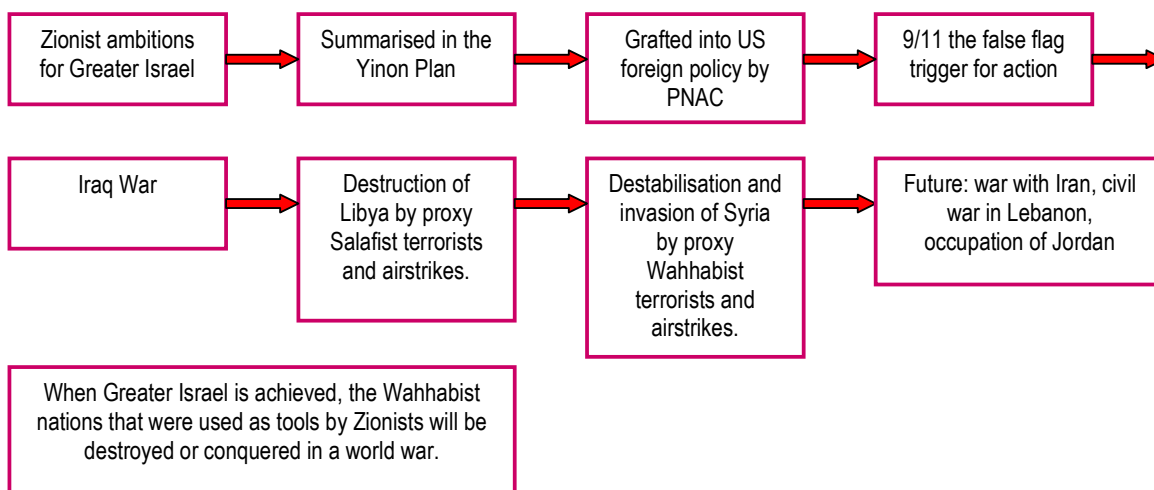 Zionist ambitions
for Greater Israel
Summarised in the
Yinon Plan
Grafted into US
foreign policy by
PNAC
9/11 the false flag
trigger for action
Iraq War
Destruction of
Libya by proxy
Salafist terrorists
and airstrikes.
Destabilisation and
invasion of Syria
by proxy
Wahhabist
terrorists and
airstrikes.
Future: war with Iran, civil
war in Lebanon,
occupation of Jordan
When Greater Israel is achieved, the Wahhabist
nations that were used as tools by Zionists will be
destroyed or conquered in a world war.